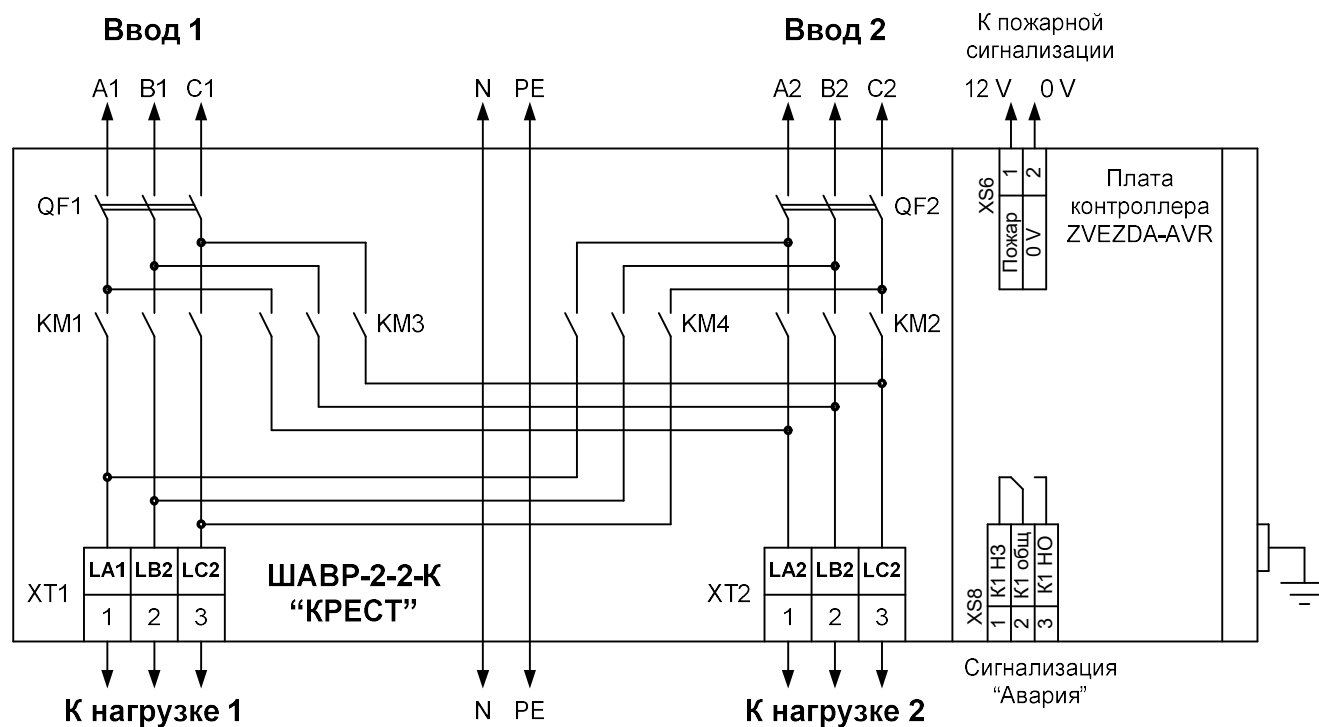 Ввод 1
Ввод 2
К пожарной
сигнализации
A1 B1 C1
N PE
A2 B2 C2
12 V 0 V
QF1
QF2
XS6
1
2
Пожар
0 V
Плата
контроллера
ZVEZDA-AVR
KM1
KM3
KM4
KM2
XT1
LA1 LB2 LC2
1 2 3
ШАВР-2-2-К
“КРЕСТ”
XT2
LA2 LB2 LC2
1 2 3
XS8
1 К1 НЗ
2 К1 общ
3 К1 НО
К нагрузке 1
N PE
К нагрузке 2
Сигнализация
“Авария”